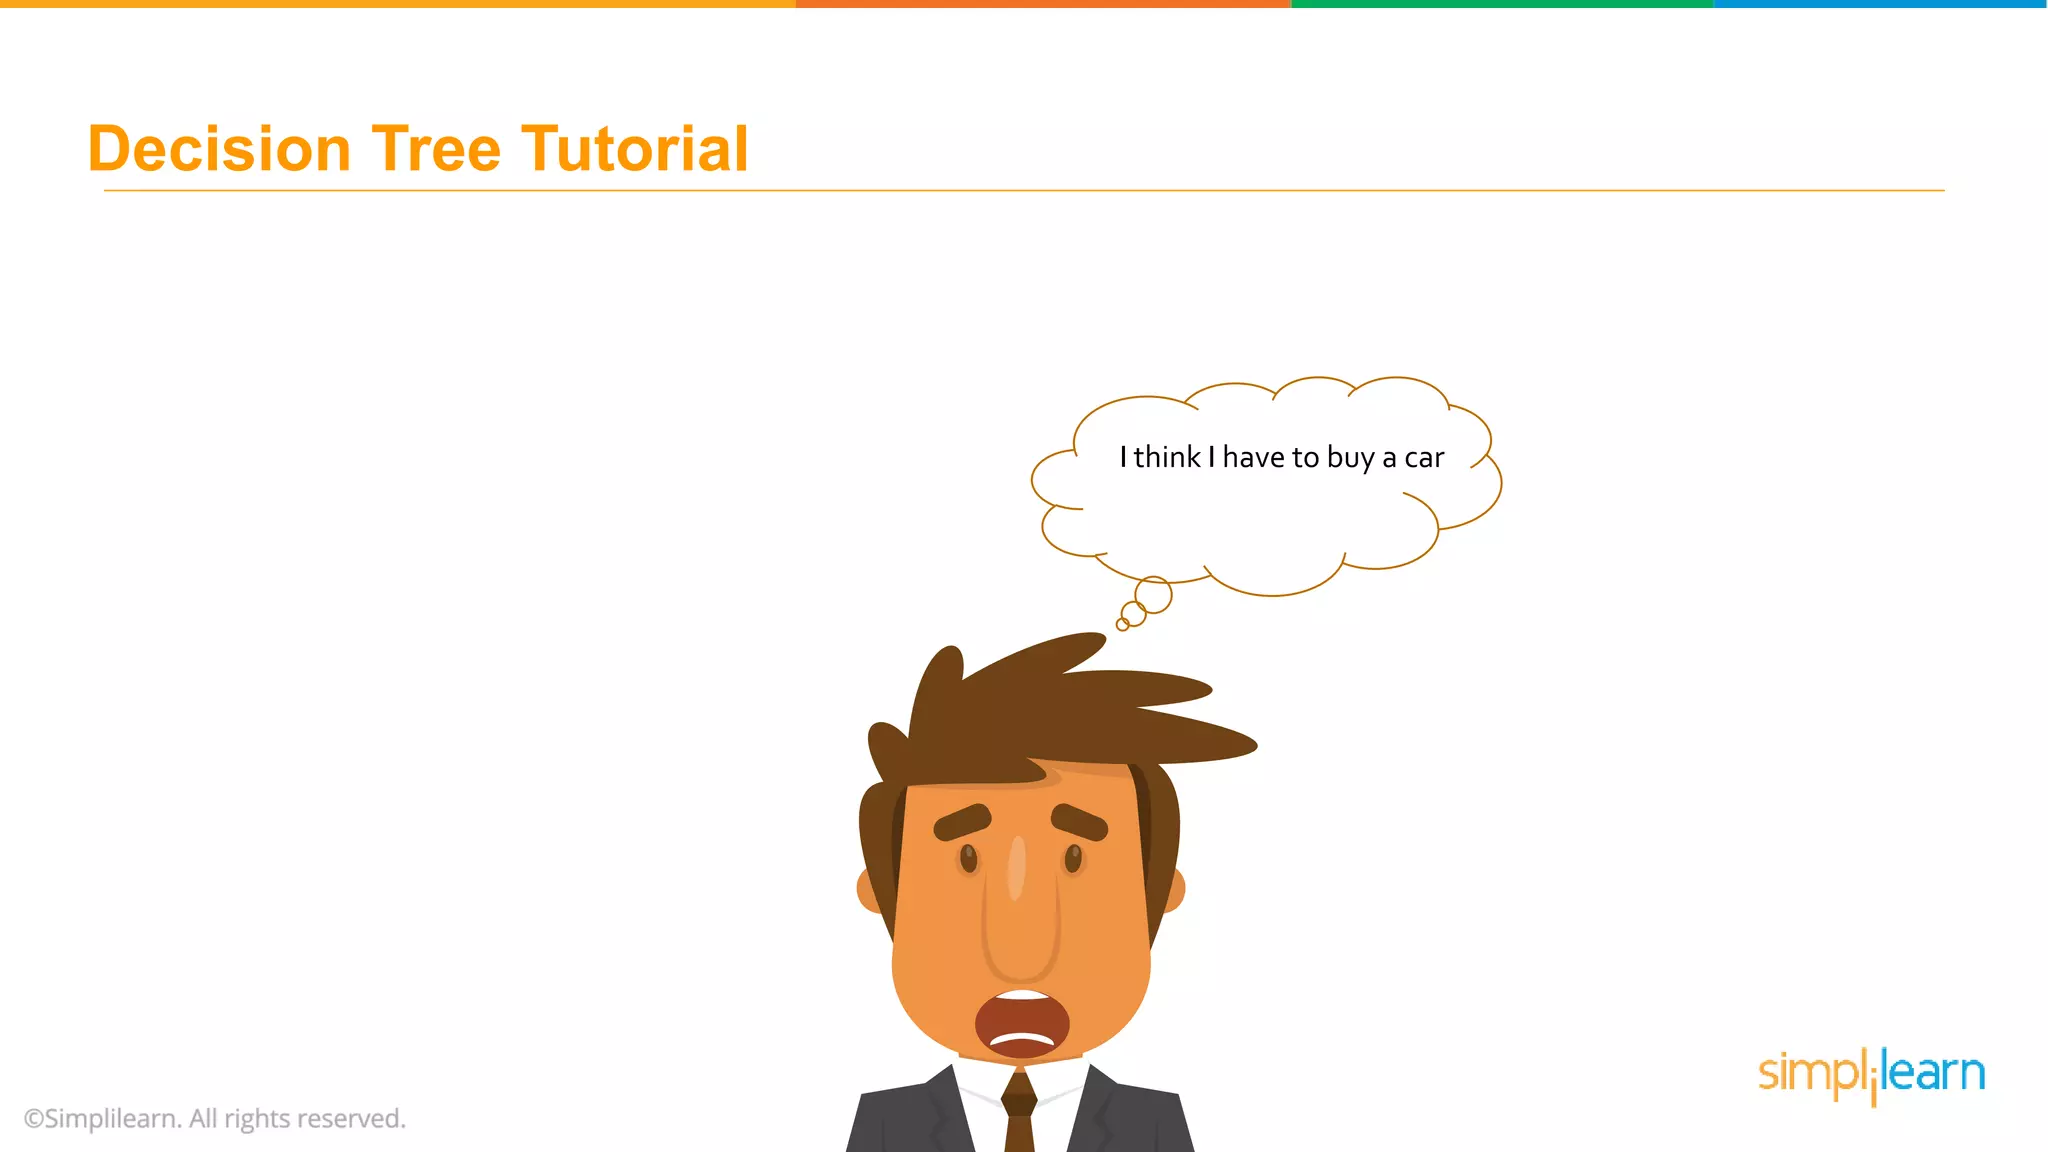 Decision Tree Tutorial
I think I have to buy a car
simplilearn
©Simplilearn. All rights reserved.